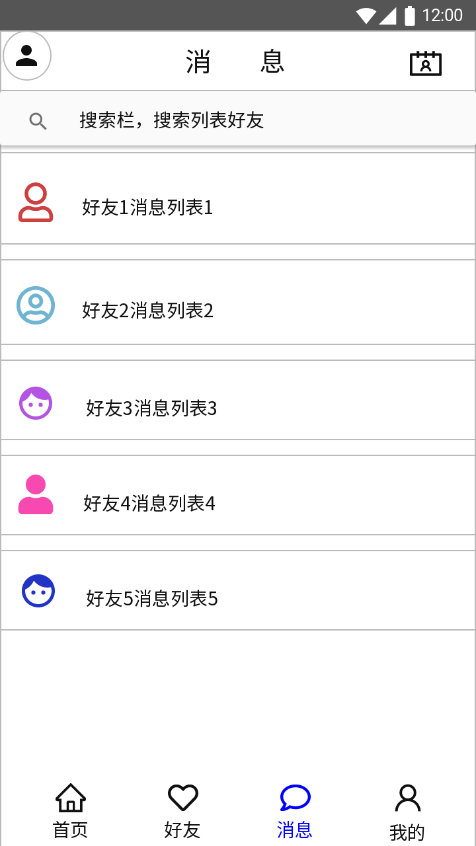 12:00
消 息
搜索栏，搜索列表好友
好友1消息列表1
好友2消息列表2
好友3消息列表3
好友4消息列表4
好友5消息列表5
首页 好友 消息 我的